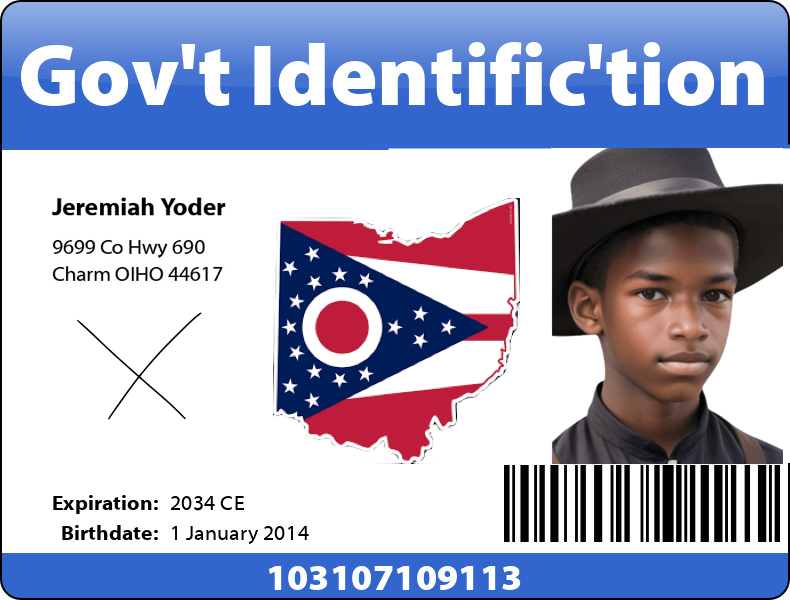 Gov't Identific'tion
Jeremiah Yoder
9699 Co Hwy 690
Charm OIHO 44617
Expiration: 2034 CE
Birthdate: 1 January 2014
103107109113